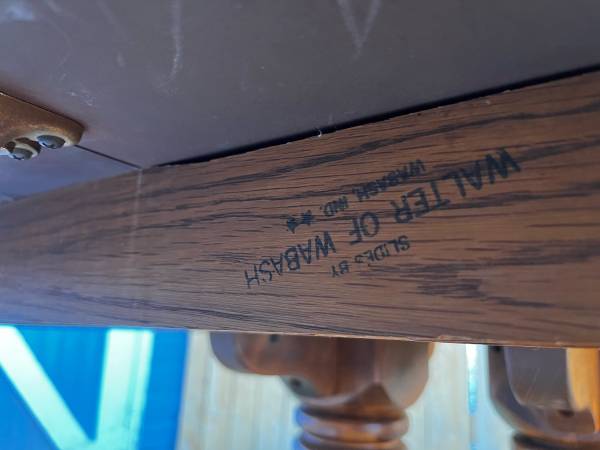 SLIDES BY
WALTER OF WABASH
WABASH, IND.